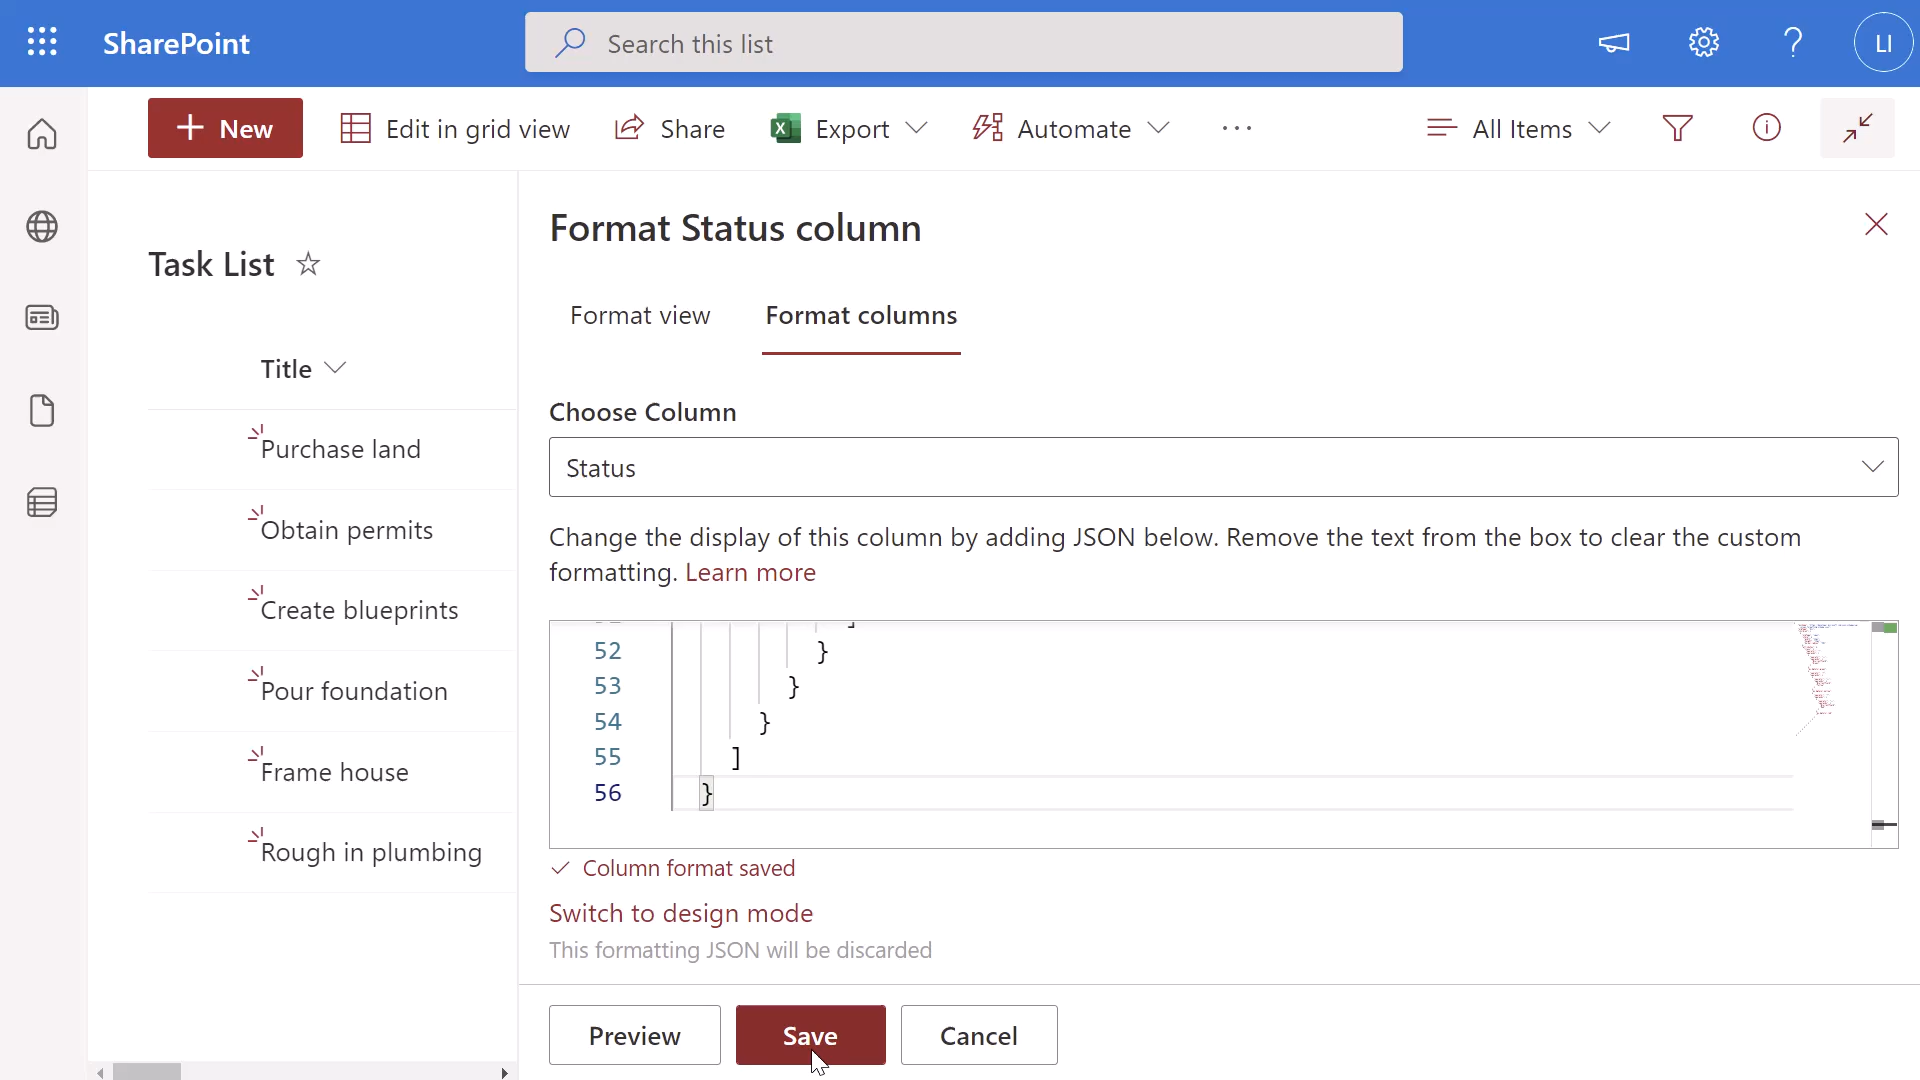 SharePoint
Search this list
LI
New
Edit in grid view
Share
Export
Automate
All Items
Task List
Title
Purchase land
Obtain permits
Create blueprints
Pour foundation
Frame house
Rough in plumbing
Format Status column
Format view
Format columns
Choose Column
Status
Change the display of this column by adding JSON below. Remove the text from the box to clear the custom
formatting. Learn more
]
52 }
53 }
54 }
55 ]
56 }
Column format saved
Switch to design mode
This formatting JSON will be discarded
Preview
Save
Cancel